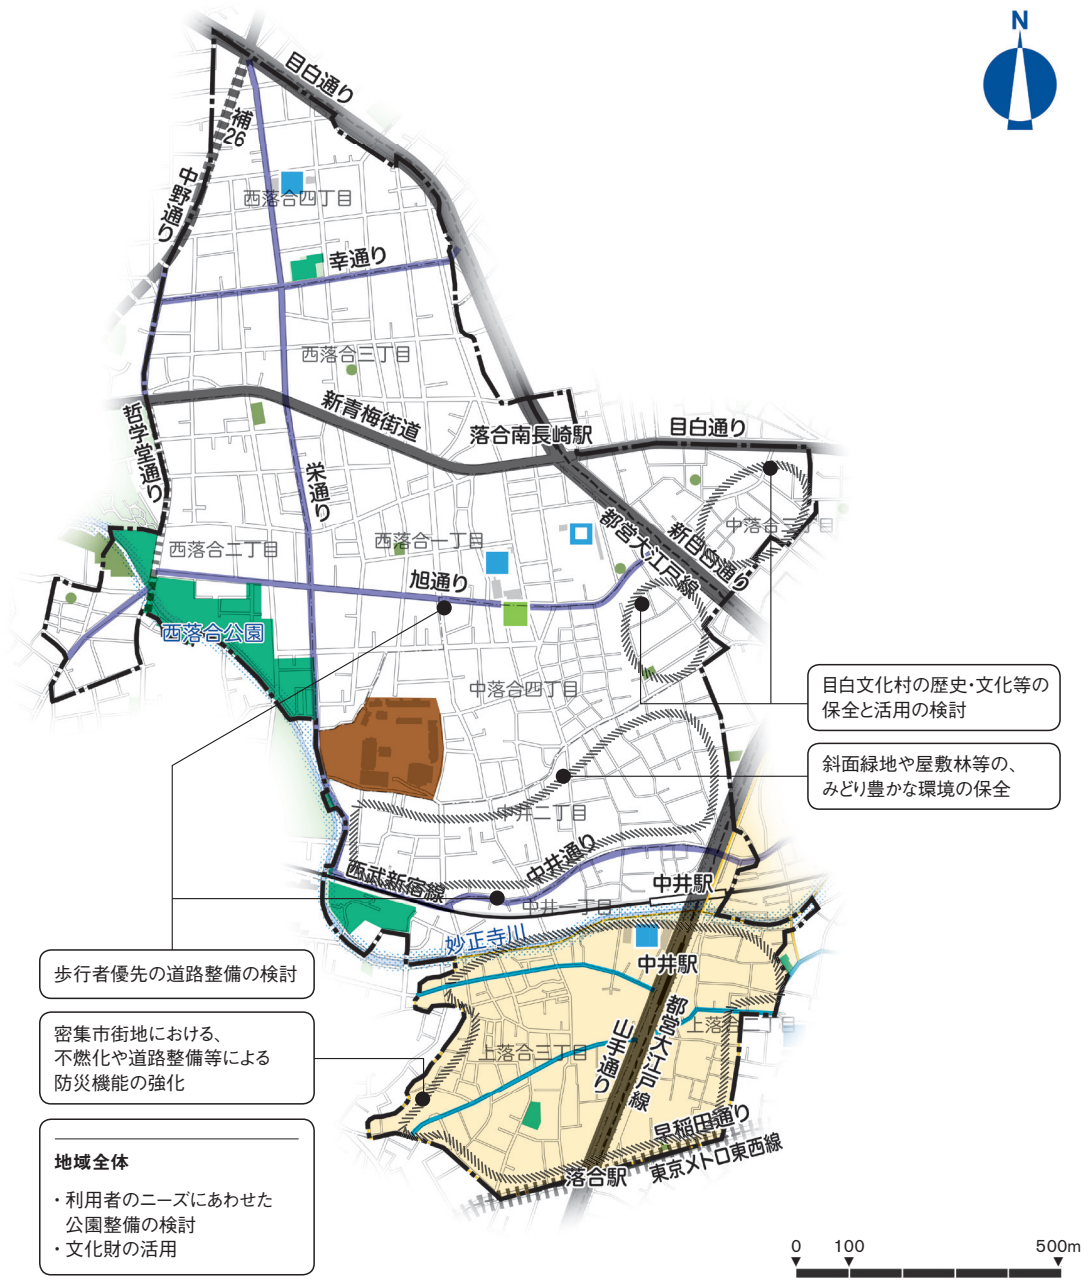 N
目白通り
補26
中野通り
西落合四丁目
幸通り
西落合三丁目
新青梅街道
落合南長崎駅
目白通り
哲学堂通り
栄通り
中落合三丁目
西落合二丁目
西落合一丁目
都営大江戸線
新目白通り
旭通り
西落合公園
中落合四丁目
目白文化村の歴史・文化等の
保全と活用の検討
斜面緑地や屋敷林等の、
みどり豊かな環境の保全
中井二丁目
中井通り
西武新宿線
中井駅
中井一丁目
妙正寺川
中井駅
歩行者優先の道路整備の検討
都営大江戸線
上落合二丁目
密集市街地における、
不燃化や道路整備等による
防災機能の強化
山手通り
上落合三丁目
早稲田通り
東京メトロ東西線
落合駅
地域全体
・利用者のニーズにあわせた
公園整備の検討
・文化財の活用
0 100 500m